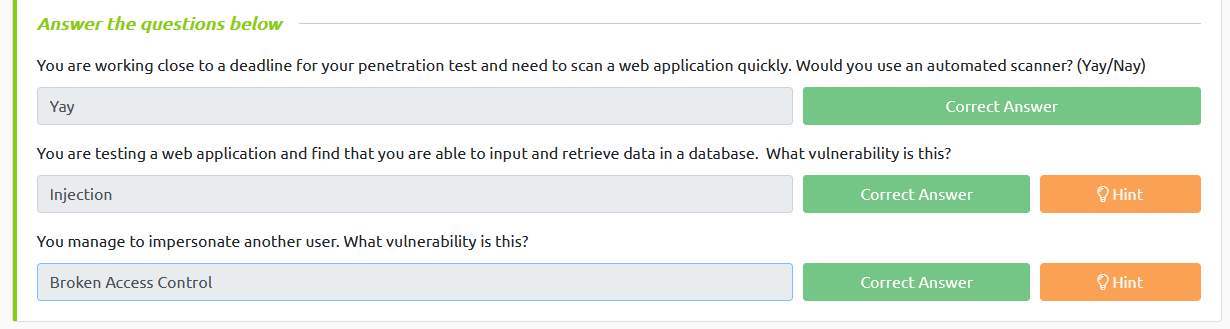 Answer the questions below
You are working close to a deadline for your penetration test and need to scan a web application quickly. Would you use an automated scanner? (Yay/Nay)
Yay
Correct Answer
You are testing a web application and find that you are able to input and retrieve data in a database.  What vulnerability is this?
Injection
Correct Answer
Hint
You manage to impersonate another user. What vulnerability is this?
Broken Access Control
Correct Answer
Hint